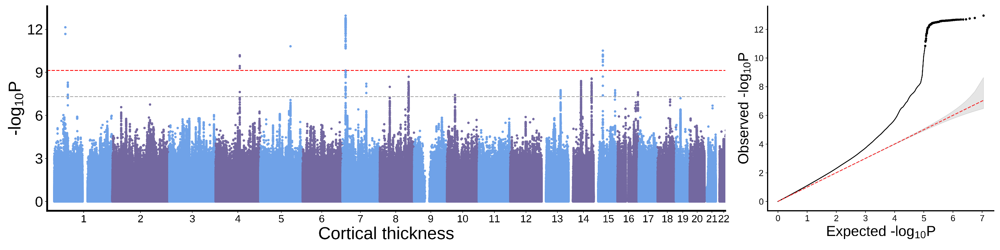 -log10P
12
9
6
3
0
1 2 3 4 5 6 7 8 9 10 11 12 13 14 15 16 17 18 19 20 21 22
Cortical thickness
Observed -log10P
12
10
8
6
4
2
0
0 1 2 3 4 5 6 7
Expected -log10P